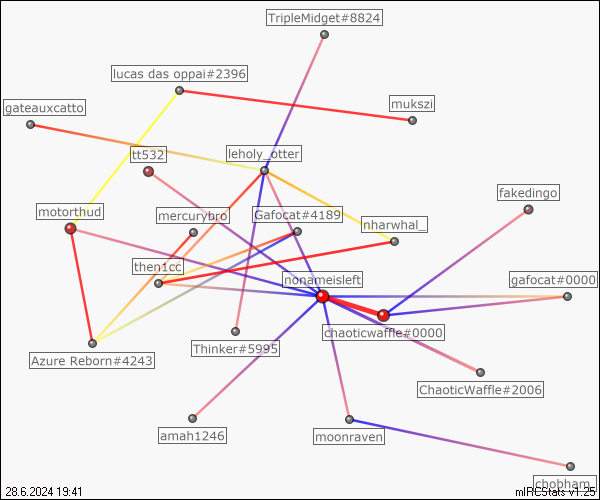 TripleMidget#8824
lucas das oppai#2396
mukszi
gateauxcatto
leholy_otter
tt532
fakedingo
motorthud
mercurybro
Gafocat#4189
nharwhal_
then1cc
nonameisleft
gafocat#0000
chaoticwaffle#0000
Thinker#5995
Azure Reborn#4243
ChaoticWaffle#2006
amah1246
moonraven
chobham_
28.6.2024 19:41
mIRCStats v1.25